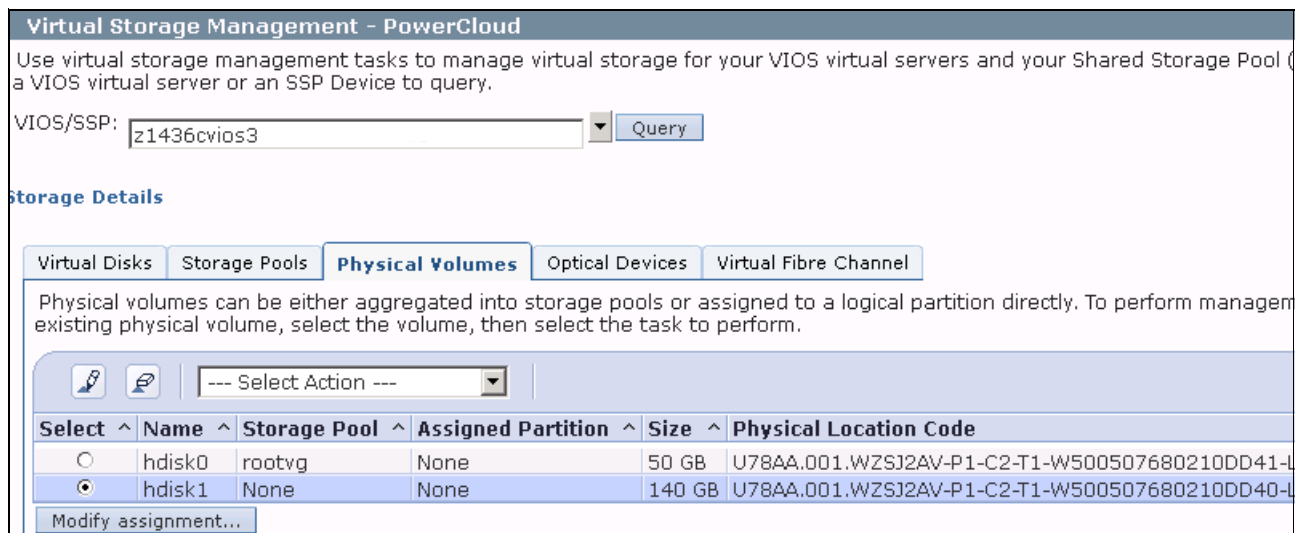 Virtual Storage Management - PowerCloud
Use virtual storage management tasks to manage virtual storage for your VIOS virtual servers and your Shared Storage Pool (
a VIOS virtual server or an SSP Device to query.
VIOS/SSP: z1436cvios3 Query
Storage Details
Virtual Disks Storage Pools Physical Volumes Optical Devices Virtual Fibre Channel
Physical volumes can be either aggregated into storage pools or assigned to a logical partition directly. To perform managem
existing physical volume, select the volume, then select the task to perform.
--- Select Action ---
Select ^ Name ^ Storage Pool ^ Assigned Partition ^ Size ^ Physical Location Code
hdisk0 rootvg None 50 GB U78AA.001.WZSJ2AV-P1-C2-T1-W500507680210DD41-L
hdisk1 None None 140 GB U78AA.001.WZSJ2AV-P1-C2-T1-W500507680210DD40-L
Modify assignment...